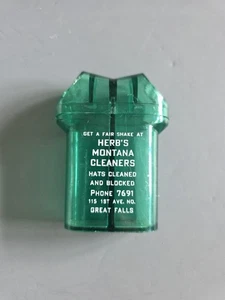 GET A FAIR SHAKE AT
HERB'S
MONTANA
CLEANERS
HATS CLEANED
AND BLOCKED
PHONE 7691
115 1ST AVE. NO.
GREAT FALLS